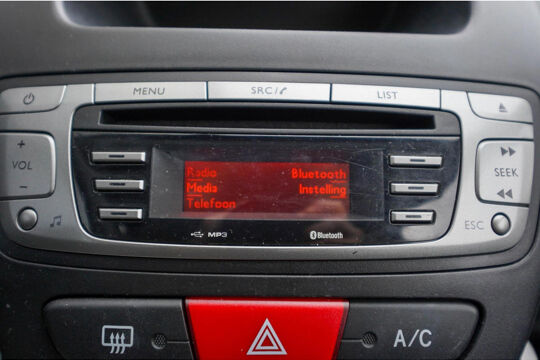 MENU SRC/ LIST
+
VOL
−
Radio Bluetooth
Media Instelling
Telefoon
SEEK
ESC
MP3 Bluetooth
A/C